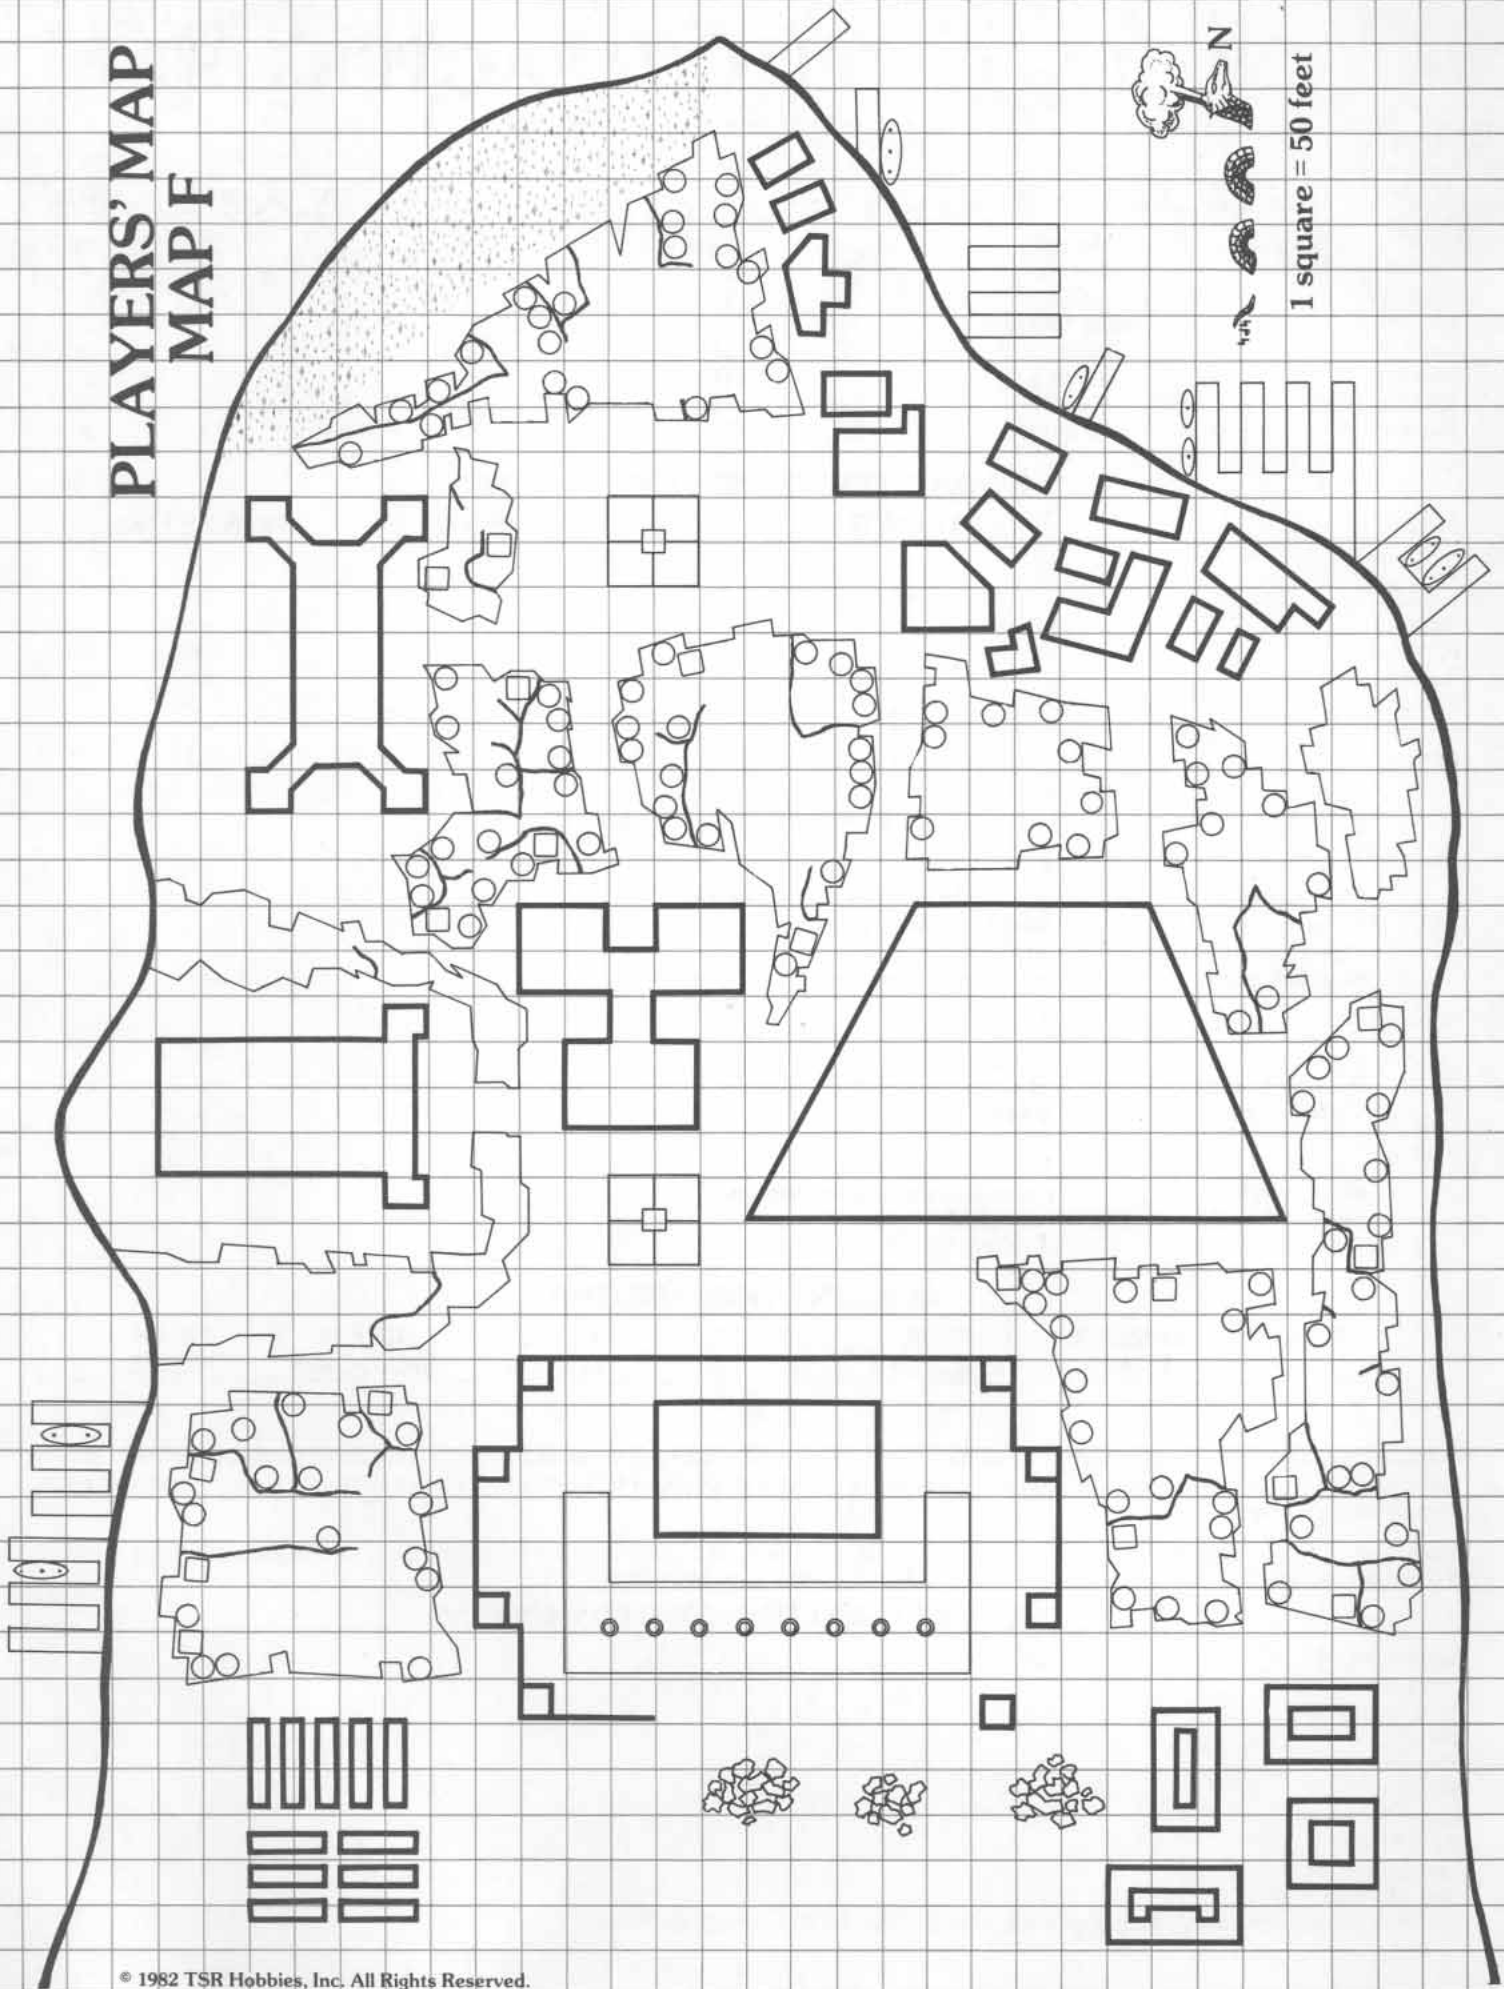 PLAYERS' MAP
MAP F
N
1 square = 50 feet
© 1982 TSR Hobbies, Inc. All Rights Reserved.